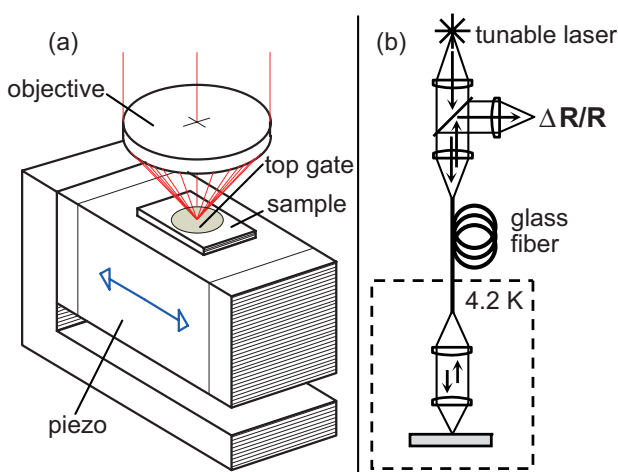 (a)
objective
top gate
sample
piezo
(b)
tunable laser
ΔR/R
glass
fiber
4.2 K